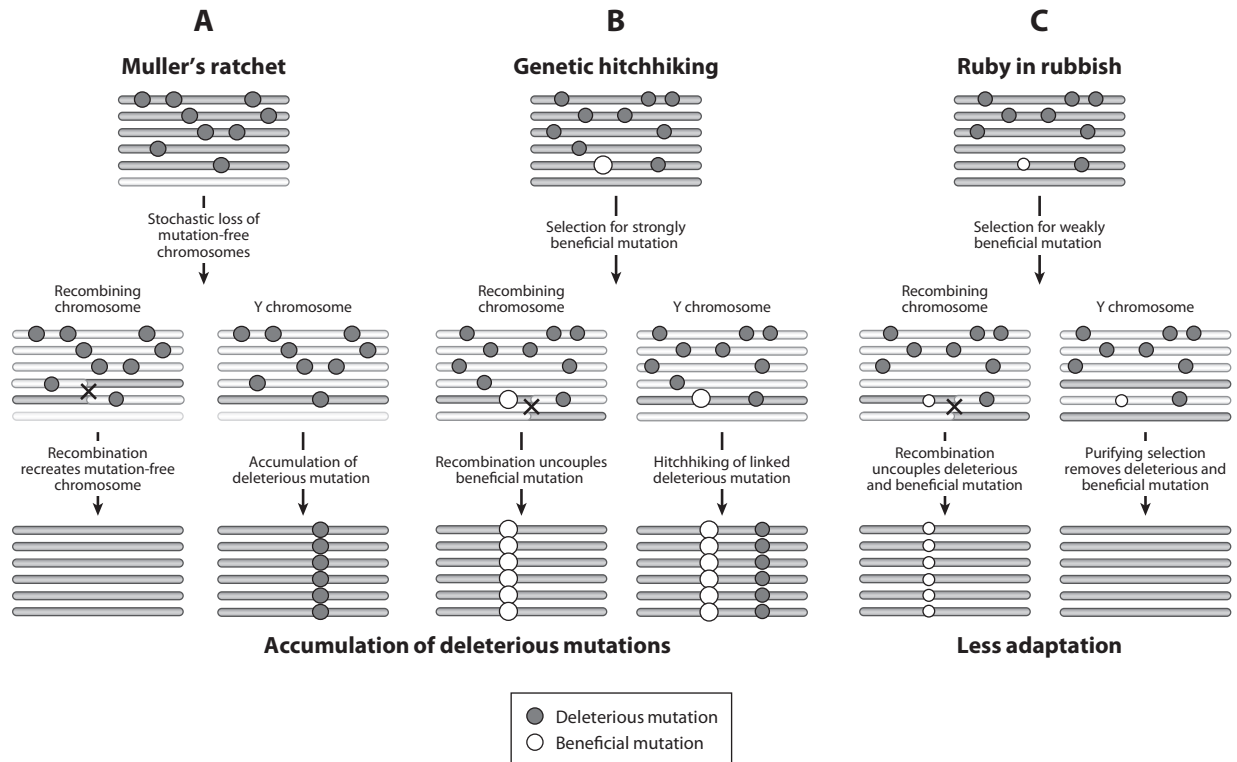 A
Muller's ratchet
Stochastic loss of
mutation-free
chromosomes
Recombining
chromosome
Y chromosome
Recombination
recreates mutation-free
chromosome
Accumulation of
deleterious mutation
B
Genetic hitchhiking
Selection for strongly
beneficial mutation
Recombining
chromosome
Y chromosome
Recombination uncouples
beneficial mutation
Hitchhiking of linked
deleterious mutation
Accumulation of deleterious mutations
C
Ruby in rubbish
Selection for weakly
beneficial mutation
Recombining
chromosome
Y chromosome
Recombination
uncouples deleterious
and beneficial mutation
Purifying selection
removes deleterious and
beneficial mutation
Less adaptation
Deleterious mutation
Beneficial mutation